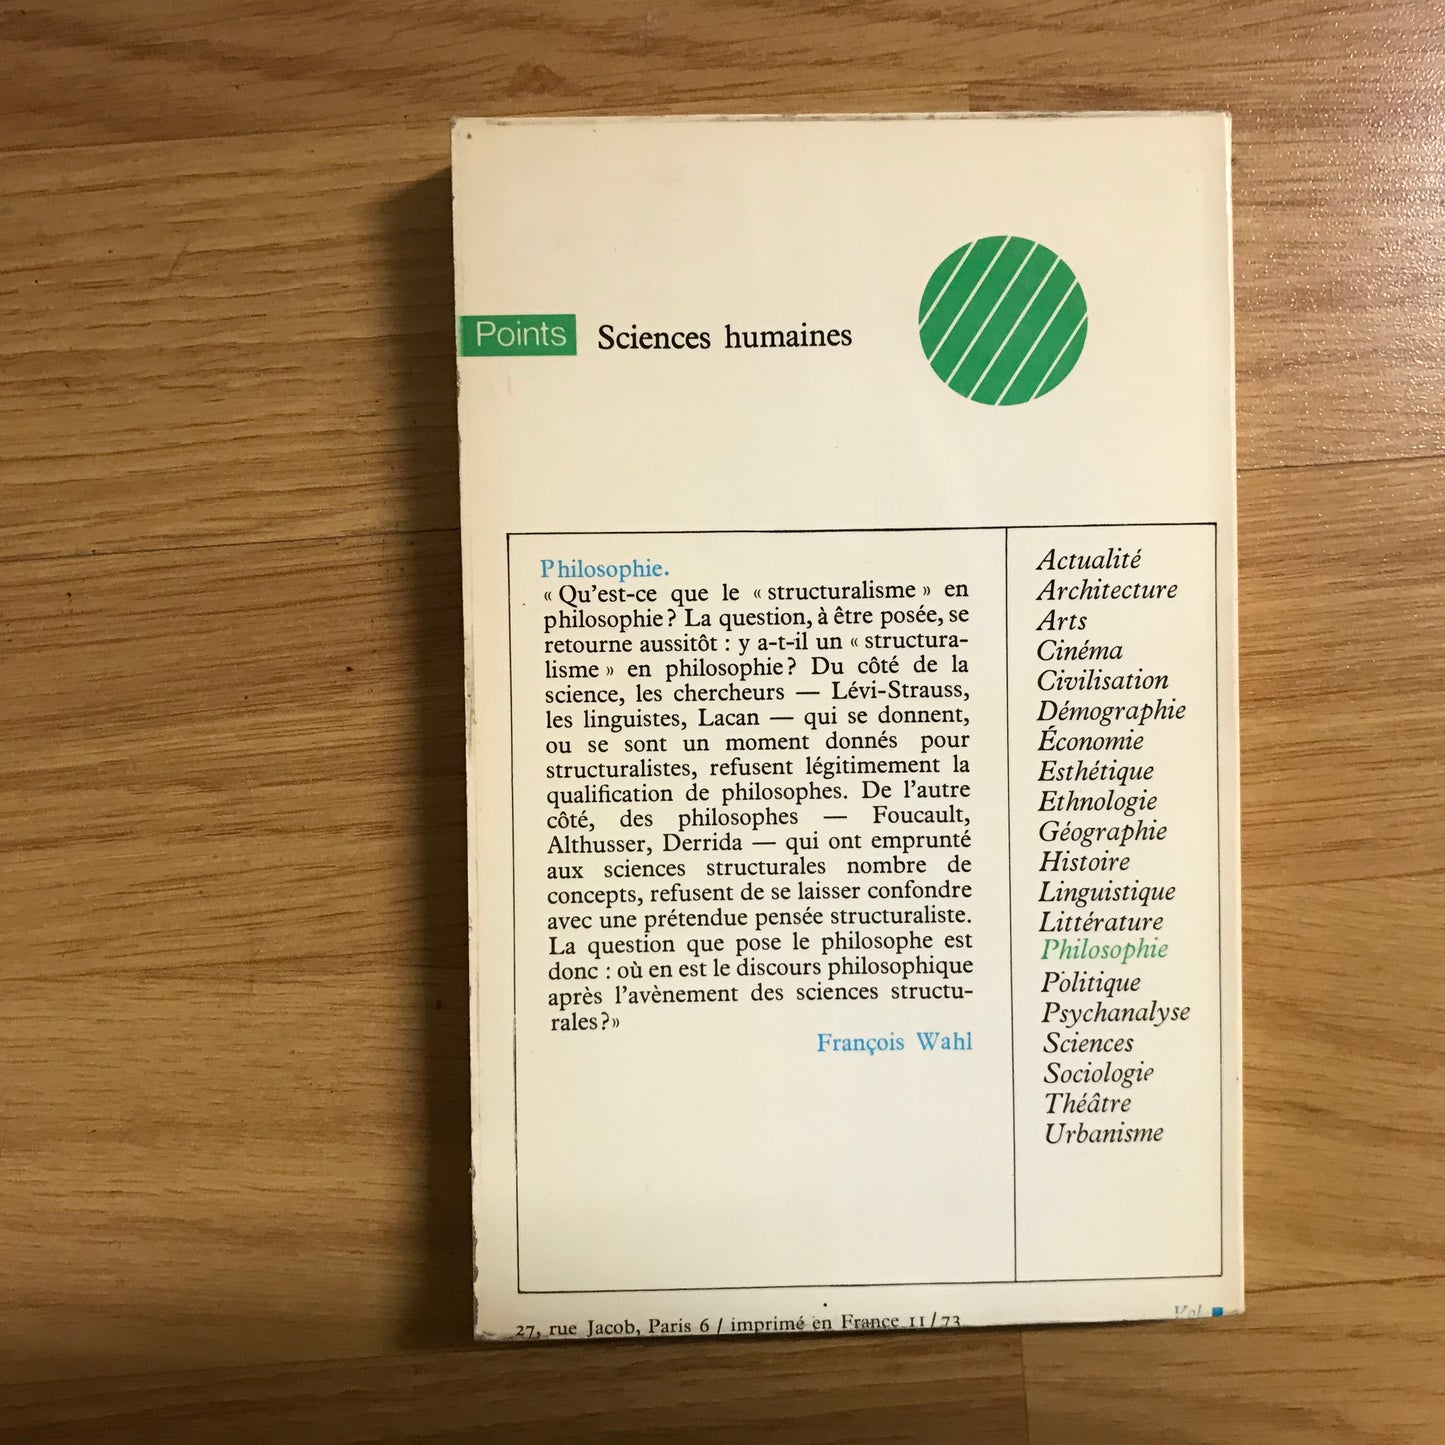 Points Sciences humaines
Philosophie.
« Qu’est-ce que le « structuralisme » en
philosophie ? La question, à être posée, se
retourne aussitôt : y a-t-il un « structura-
lisme » en philosophie ? Du côté de la
science, les chercheurs — Lévi-Strauss,
les linguistes, Lacan — qui se donnent,
ou se sont un moment donnés pour
structuralistes, refusent légitimement la
qualification de philosophes. De l’autre
côté, des philosophes — Foucault,
Althusser, Derrida — qui ont emprunté
aux sciences structurales nombre de
concepts, refusent de se laisser confondre
avec une prétendue pensée structuraliste.
La question que pose le philosophe est
donc : où en est le discours philosophique
après l’avènement des sciences structu-
rales ?»
François Wahl
Actualité
Architecture
Arts
Cinéma
Civilisation
Démographie
Économie
Esthétique
Ethnologie
Géographie
Histoire
Linguistique
Littérature
Philosophie
Politique
Psychanalyse
Sciences
Sociologie
Théâtre
Urbanisme
27, rue Jacob, Paris 6 / imprimé en France 11/73